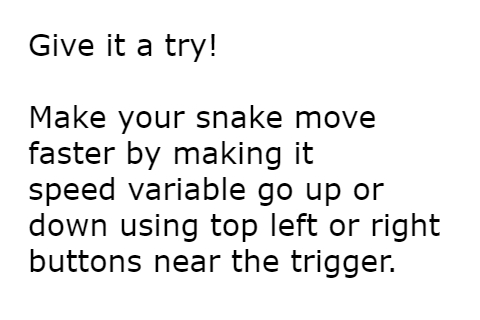 Give it a try!
Make your snake move
faster by making it
speed variable go up or
down using top left or right
buttons near the trigger.